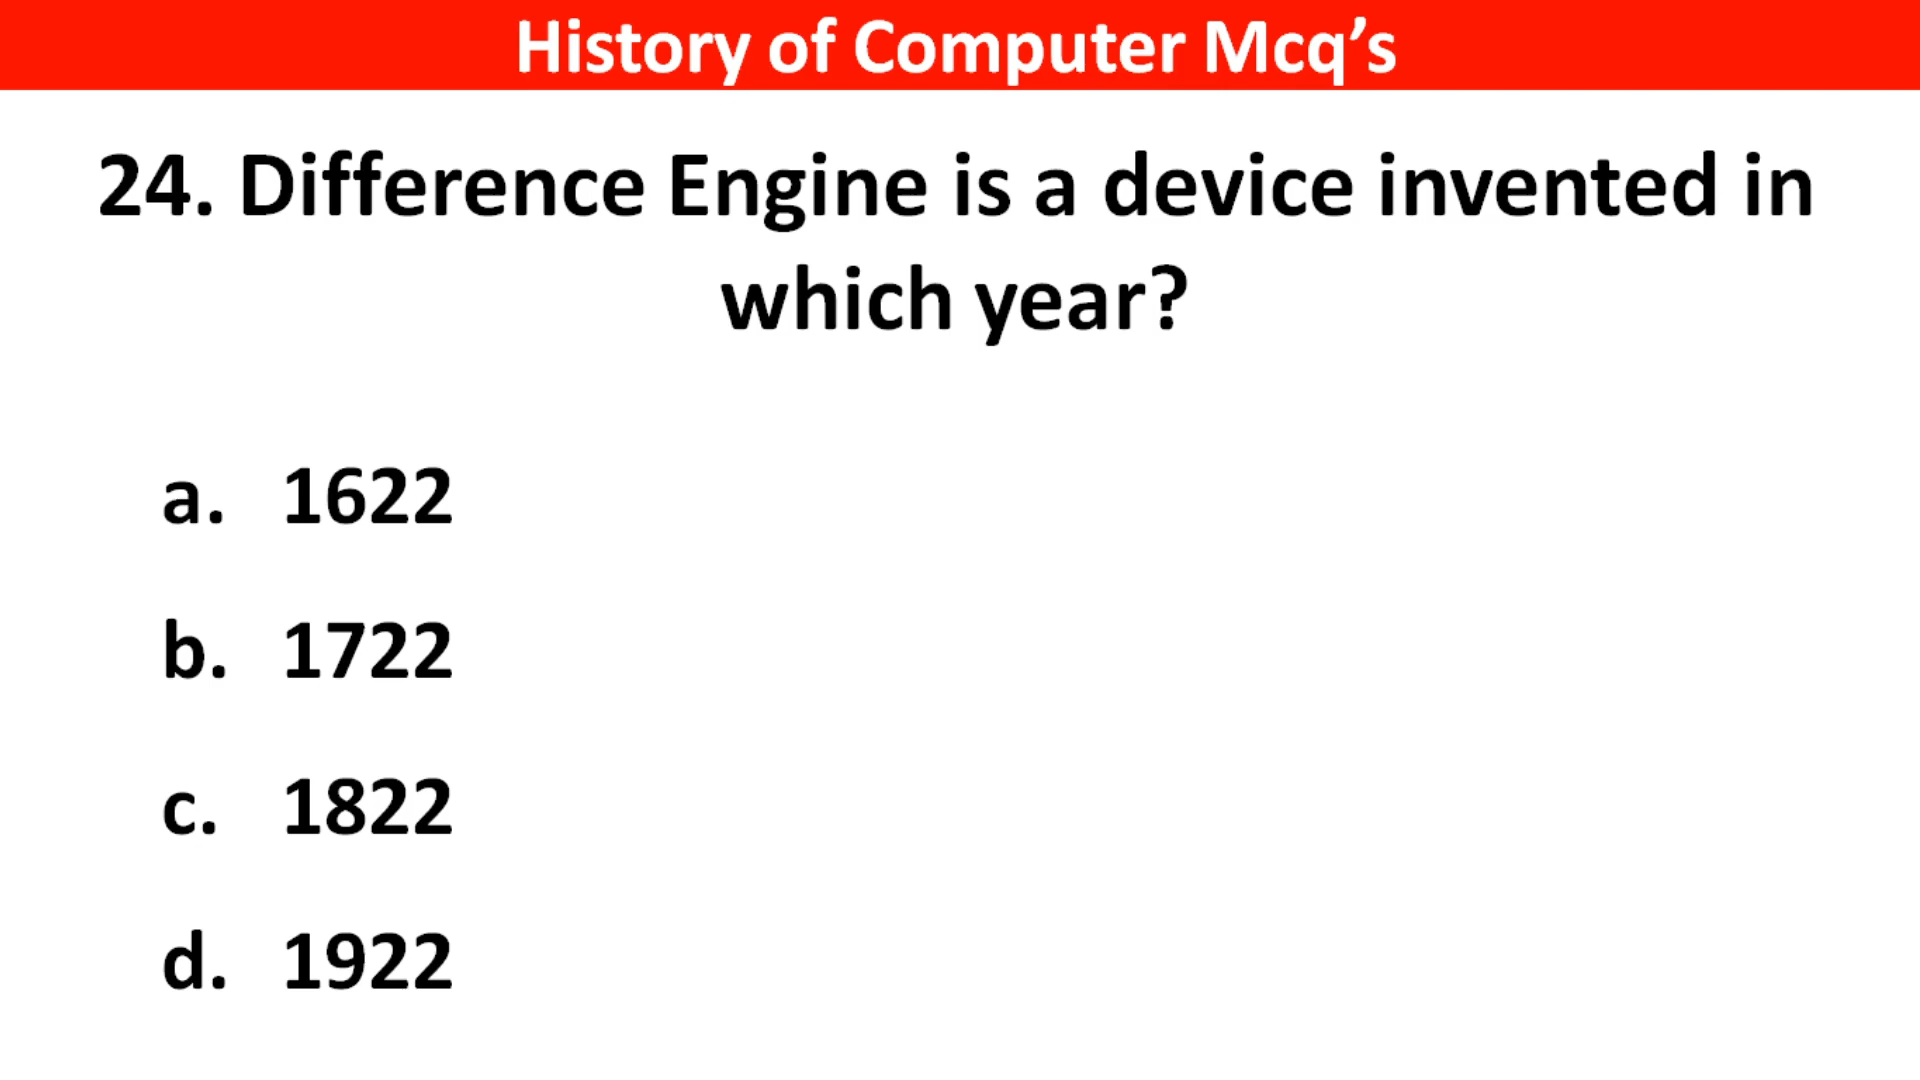 History of Computer Mcq’s
24. Difference Engine is a device invented in
which year?
a. 1622
b. 1722
c. 1822
d. 1922